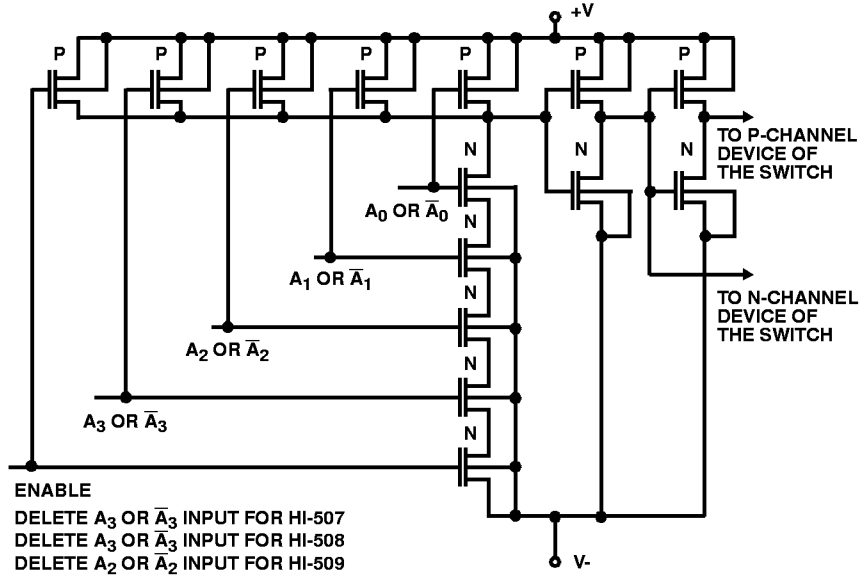 +V
P P P P P P P
TO P-CHANNEL
DEVICE OF
THE SWITCH
N N N
A0 OR A̅0
N
A1 OR A̅1
N
TO N-CHANNEL
DEVICE OF
THE SWITCH
A2 OR A̅2
N
A3 OR A̅3
N
ENABLE
DELETE A3 OR A̅3 INPUT FOR HI-507
DELETE A3 OR A̅3 INPUT FOR HI-508
DELETE A2 OR A̅2 INPUT FOR HI-509
V-